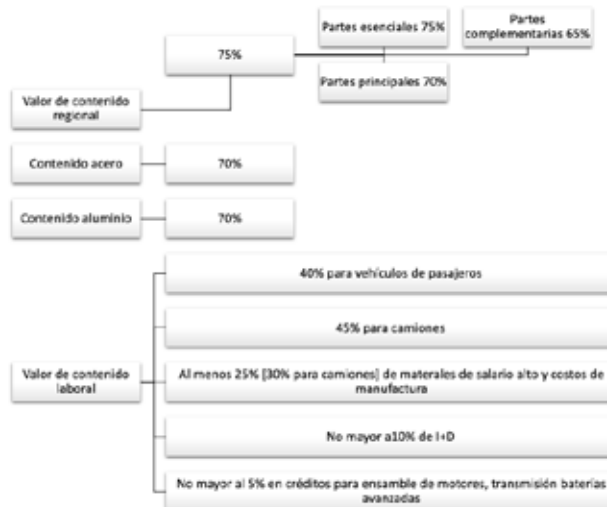 Partes esenciales 75%
Partes
complementarias 65%
75%
Partes principales 70%
Valor de contenido
regional
Contenido acero
70%
Contenido aluminio
70%
40% para vehículos de pasajeros
45% para camiones
Valor de contenido
laboral
Al menos 25% [30% para camiones] de materales de salario alto y costos de
manufactura
No mayor a10% de I+D
No mayor al 5% en créditos para ensamble de motores, transmisión baterías
avanzadas